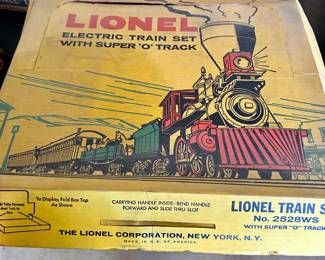 LIONEL
ELECTRIC TRAIN SET
WITH SUPER 'O' TRACK
To Display, Fold Box Top
As Shown
CARRYING HANDLE INSIDE - BEND HANDLE
FORWARD AND SLIDE THRU SLOT
LIONEL TRAIN S
No. 2528WS
WITH SUPER "O" TRACK
THE LIONEL CORPORATION, NEW YORK, N.Y.
MADE IN U.S. OF AMERICA